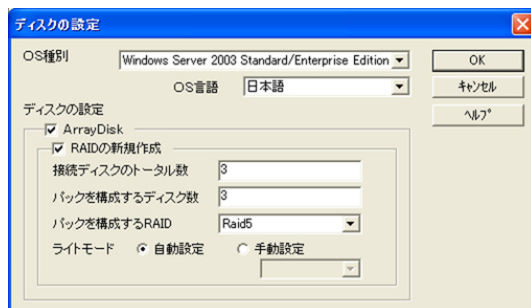 ディスクの設定
OS種別 Windows Server 2003 Standard/Enterprise Edition OK
OS言語 日本語 キャンセル
ヘルプ
ディスクの設定
ArrayDisk
RAIDの新規作成
接続ディスクのトータル数 3
パックを構成するディスク数 3
パックを構成するRAID Raid5
ライトモード 自動設定 手動設定